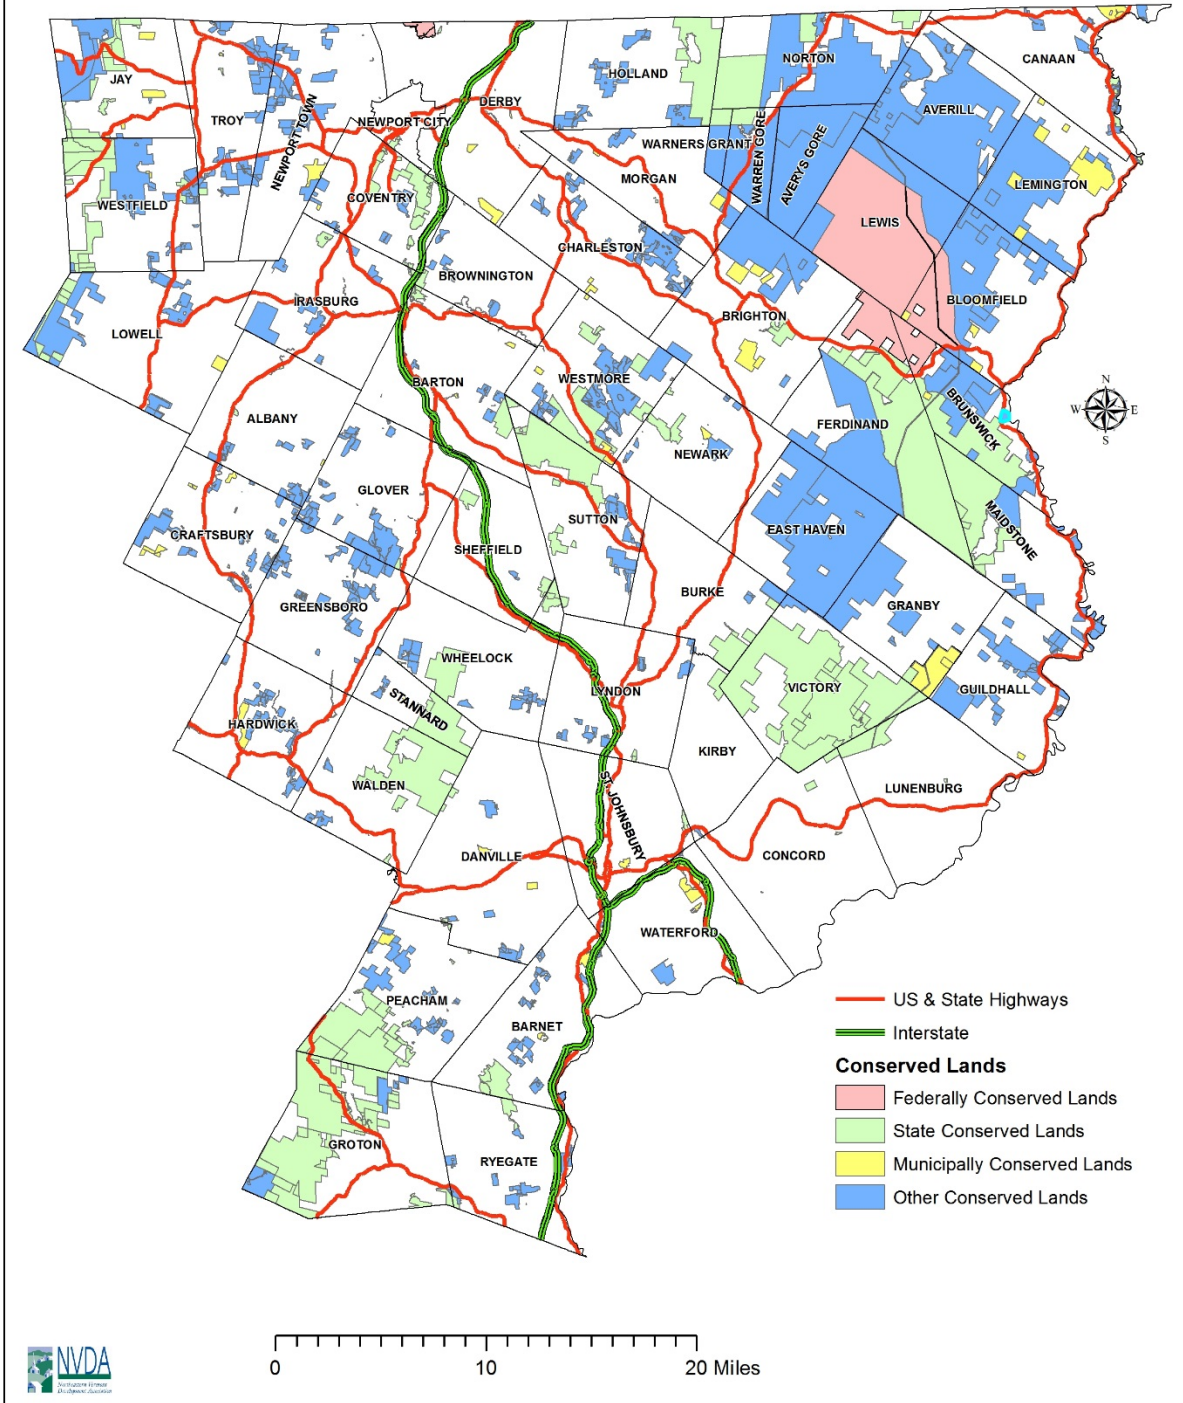 NORTON
CANAAN
HOLLAND
JAY
DERBY
AVERILL
TROY
NEWPORT CITY
NEWPORT TOWN
WARNERS GRANT
WARREN GORE
AVERYS GORE
MORGAN
LEMINGTON
COVENTRY
WESTFIELD
LEWIS
CHARLESTON
BROWNINGTON
IRASBURG
BLOOMFIELD
BRIGHTON
LOWELL
WESTMORE
BARTON
N
W E
S
BRUNSWICK
ALBANY
FERDINAND
NEWARK
GLOVER
SUTTON
EAST HAVEN
MAIDSTONE
CRAFTSBURY
SHEFFIELD
BURKE
GREENSBORO
GRANBY
WHEELOCK
VICTORY
GUILDHALL
LYNDON
STANNARD
HARDWICK
KIRBY
WALDEN
LUNENBURG
ST. JOHNSBURY
DANVILLE
CONCORD
WATERFORD
PEACHAM
BARNET
GROTON
RYEGATE
US & State Highways
Interstate
Conserved Lands
Federally Conserved Lands
State Conserved Lands
Municipally Conserved Lands
Other Conserved Lands
0 10 20 Miles
NVDA
Northeastern Vermont
Development Association